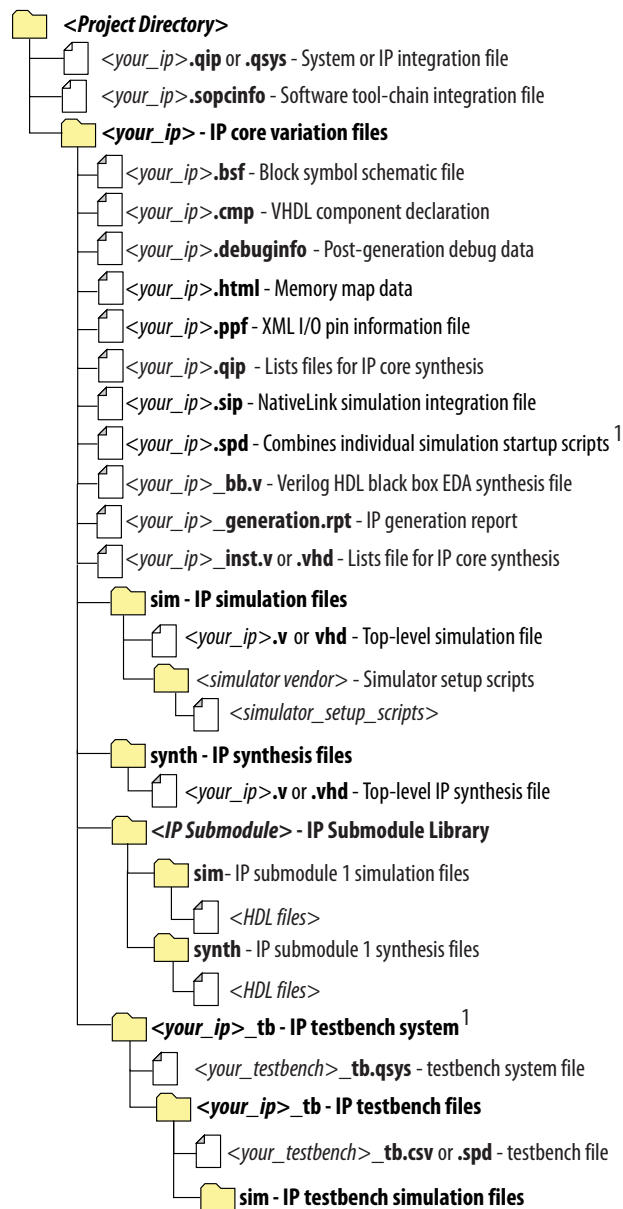 <Project Directory>
<your_ip>.qip or .qsys - System or IP integration file
<your_ip>.sopcinfo - Software tool-chain integration file
<your_ip> - IP core variation files
<your_ip>.bsf - Block symbol schematic file
<your_ip>.cmp - VHDL component declaration
<your_ip>.debuginfo - Post-generation debug data
<your_ip>.html - Memory map data
<your_ip>.ppf - XML I/O pin information file
<your_ip>.qip - Lists files for IP core synthesis
<your_ip>.sip - NativeLink simulation integration file
<your_ip>.spd - Combines individual simulation startup scripts 1
<your_ip>_bb.v - Verilog HDL black box EDA synthesis file
<your_ip>_generation.rpt - IP generation report
<your_ip>_inst.v or .vhd - Lists file for IP core synthesis
sim - IP simulation files
<your_ip>.v or vhd - Top-level simulation file
<simulator vendor> - Simulator setup scripts
<simulator_setup_scripts>
synth - IP synthesis files
<your_ip>.v or .vhd - Top-level IP synthesis file
<IP Submodule> - IP Submodule Library
sim- IP submodule 1 simulation files
<HDL files>
synth - IP submodule 1 synthesis files
<HDL files>
<your_ip>_tb - IP testbench system 1
<your_testbench>_tb.qsys - testbench system file
<your_ip>_tb - IP testbench files
<your_testbench>_tb.csv or .spd - testbench file
sim - IP testbench simulation files